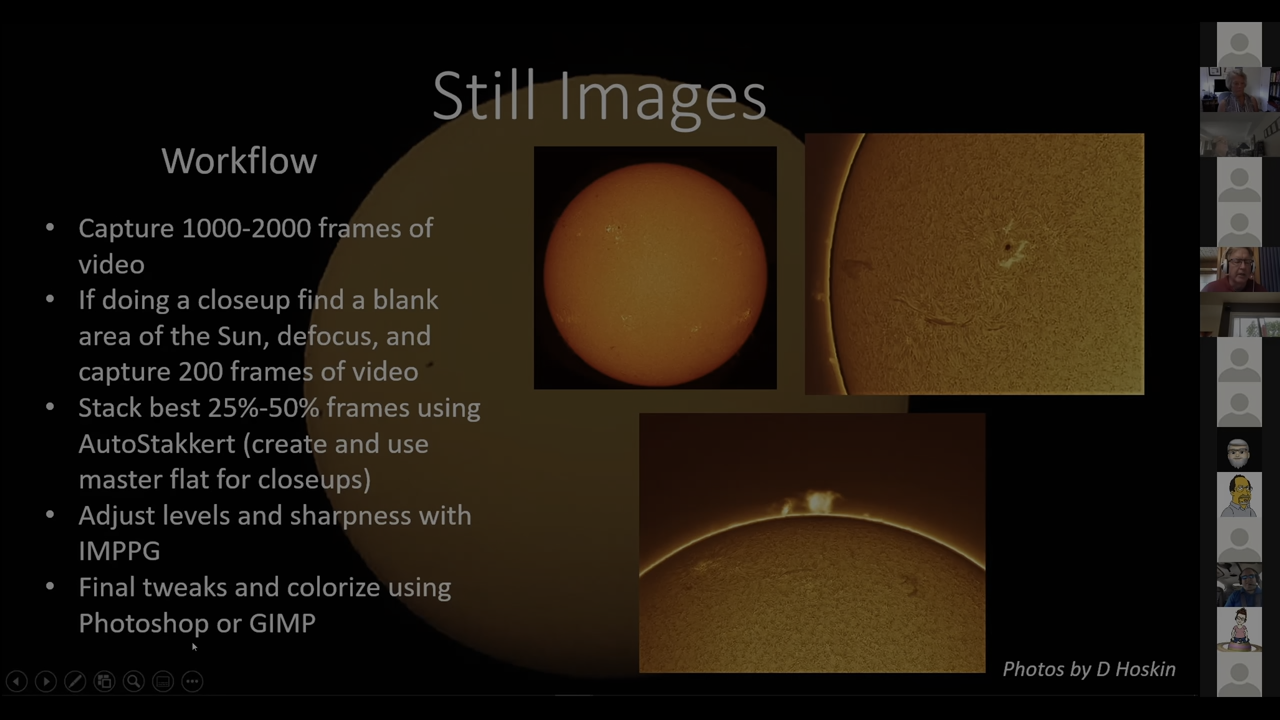 Still Images
Workflow
• Capture 1000-2000 frames of
video
• If doing a closeup find a blank
area of the Sun, defocus, and
capture 200 frames of video
• Stack best 25%-50% frames using
AutoStakkert (create and use
master flat for closeups)
• Adjust levels and sharpness with
IMPPG
• Final tweaks and colorize using
Photoshop or GIMP
Photos by D Hoskin